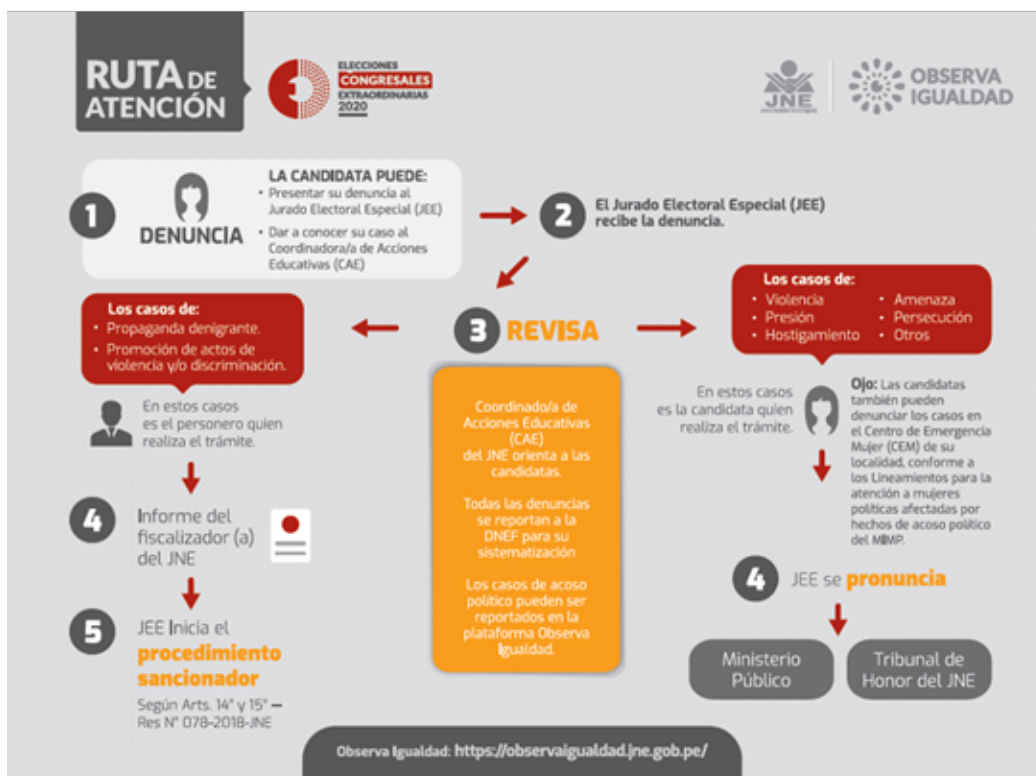 RUTA DE
ATENCIÓN
ELECCIONES
CONGRESALES
EXTRAORDINARIAS
2020
JNE
OBSERVA
IGUALDAD
1
DENUNCIA
LA CANDIDATA PUEDE:
• Presentar su denuncia al
Jurado Electoral Especial (JEE)
• Dar a conocer su caso al
Coordinadora/a de Acciones
Educativas (CAE)
2
El Jurado Electoral Especial (JEE)
recibe la denuncia.
3 REVISA
Coordinado/a de
Acciones Educativas
(CAE)
del JNE orienta a las
candidatas.
Todas las denuncias
se reportan a la
DNEF para su
sistematización
Los casos de acoso
político pueden ser
reportados en la
plataforma Observa
Igualdad.
Los casos de:
• Propaganda denigrante.
• Promoción de actos de
violencia y/o discriminación.
En estos casos
es el personero quien
realiza el trámite.
4
Informe del
fiscalizador (a)
del JNE
5
JEE Inicia el
procedimiento
sancionador
Según Arts. 14° y 15° —
Res N° 078-2018-JNE
Los casos de:
• Violencia
• Presión
• Hostigamiento
• Amenaza
• Persecución
• Otros
En estos casos
es la candidata quien
realiza el trámite.
Ojo: Las candidatas
también pueden
denunciar los casos en
el Centro de Emergencia
Mujer (CEM) de su
localidad, conforme a
los Lineamientos para la
atención a mujeres
políticas afectadas por
hechos de acoso político
del MIMP.
4 JEE se pronuncia
Ministerio
Público
Tribunal de
Honor del JNE
Observa Igualdad: https://observaigualdad.jne.gob.pe/